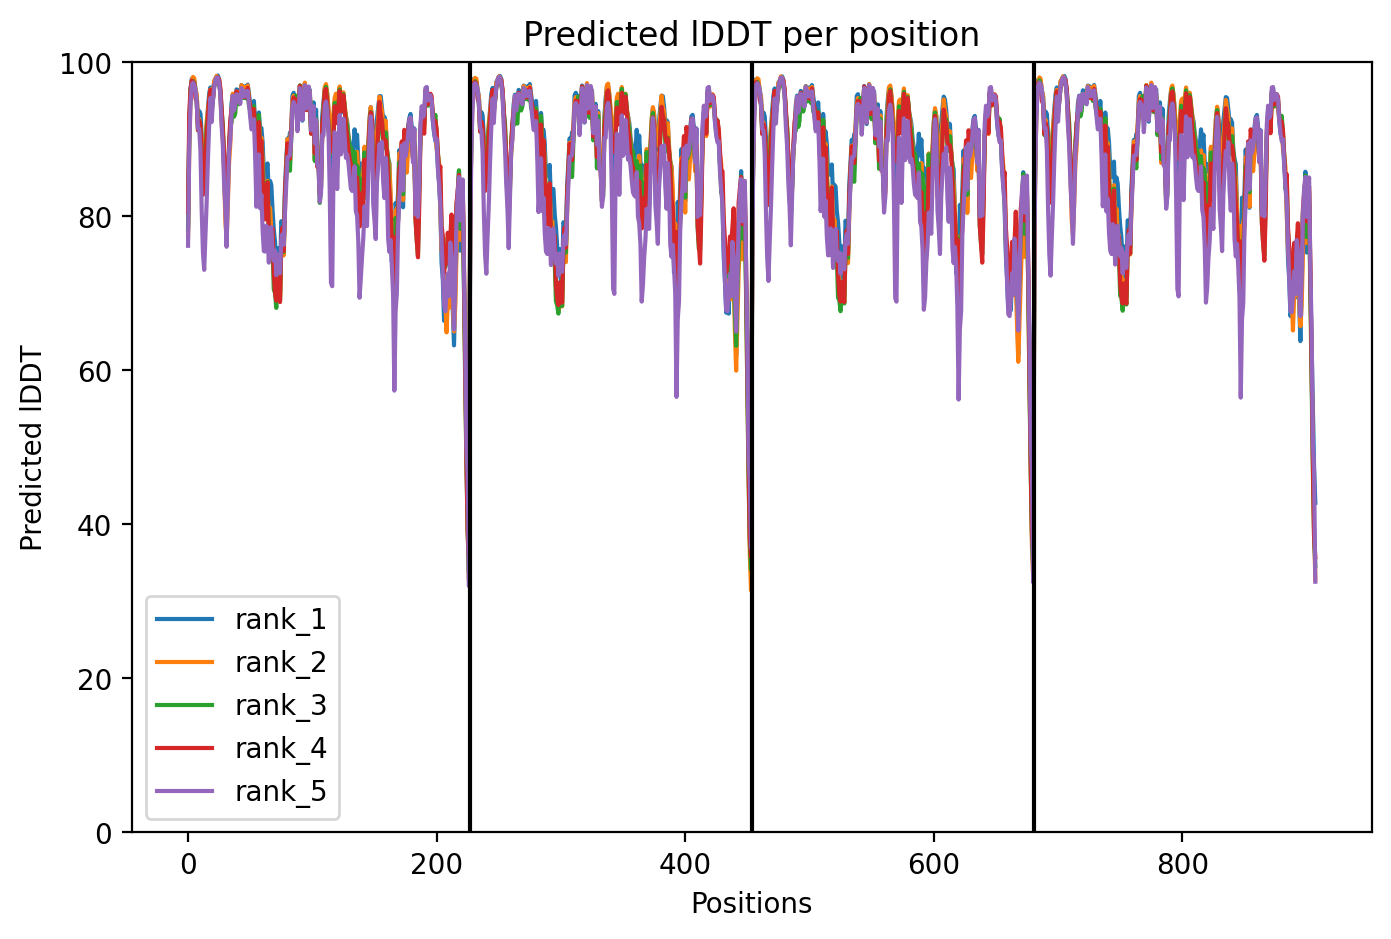 Predicted lDDT per position
100
80
60
40
20
0
Predicted lDDT
rank_1
rank_2
rank_3
rank_4
rank_5
0 200 400 600 800
Positions